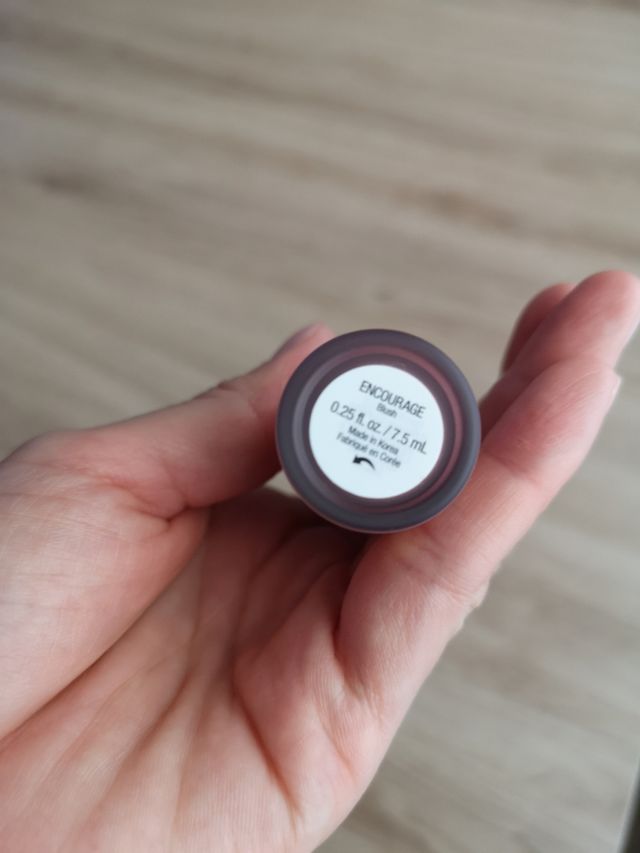 ENCOURAGE
Blush
0.25 fl. oz. / 7.5 mL
Made in Korea
Fabriqué en Corée